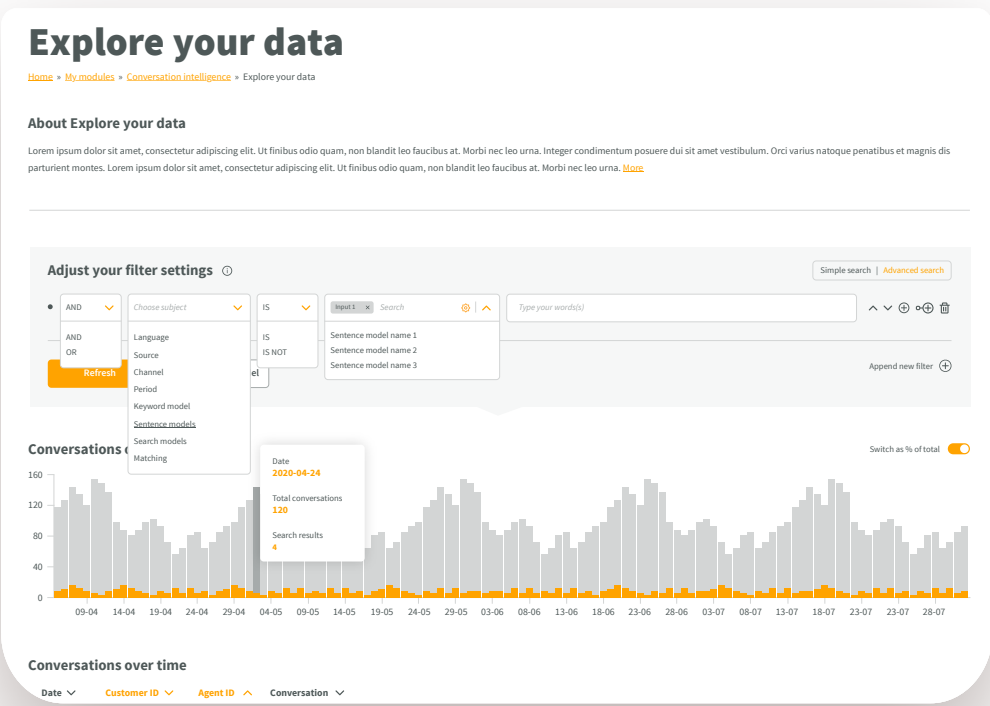 Explore your data
Home » My modules » Conversation intelligence » Explore your data
About Explore your data
Lorem ipsum dolor sit amet, consectetur adipiscing elit. Ut finibus odio quam, non blandit leo faucibus at. Morbi nec leo urna. Integer condimentum posuere dui sit amet vestibulum. Orci varius natoque penatibus et magnis dis
parturient montes. Lorem ipsum dolor sit amet, consectetur adipiscing elit. Ut finibus odio quam, non blandit leo faucibus at. Morbi nec leo urna. More
Adjust your filter settings
Simple search | Advanced search
AND
Choose subject
IS
Input 1 × Search
Type your words(s)
AND
OR
Language
Source
Channel
Period
Keyword model
Sentence models
Search models
Matching
IS
IS NOT
Sentence model name 1
Sentence model name 2
Sentence model name 3
Refresh
el
Append new filter
Conversations
Switch as % of total
Date
2020-04-24
Total conversations
120
Search results
4
160
120
80
40
0
09-04 14-04 19-04 24-04 29-04 04-05 09-05 14-05 19-05 24-05 29-05 03-06 08-06 13-06 18-06 23-06 28-06 03-07 08-07 13-07 18-07 23-07 23-07 28-07
Conversations over time
Date Customer ID Agent ID Conversation